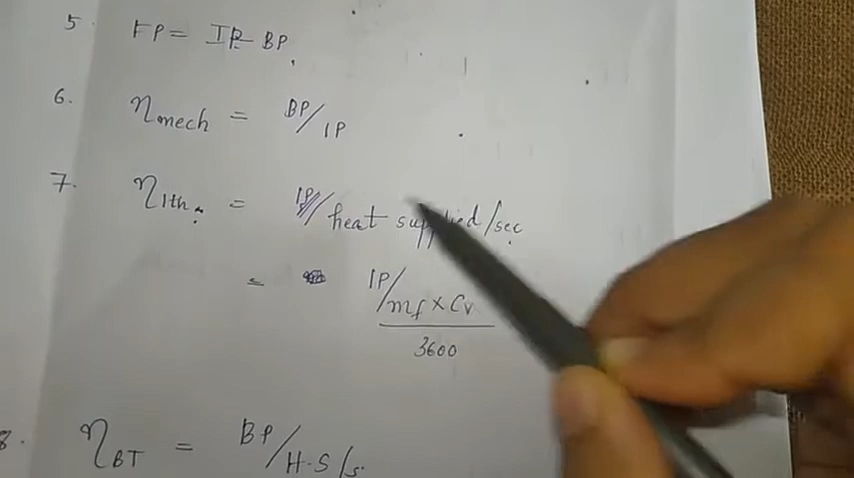 5. FP = IP - BP.
6. ηmech = BP/IP
7. ηIth. = IP/heat supplied/sec
= IP/mf × Cv
3600
8. ηBT = BP/H.S/s.